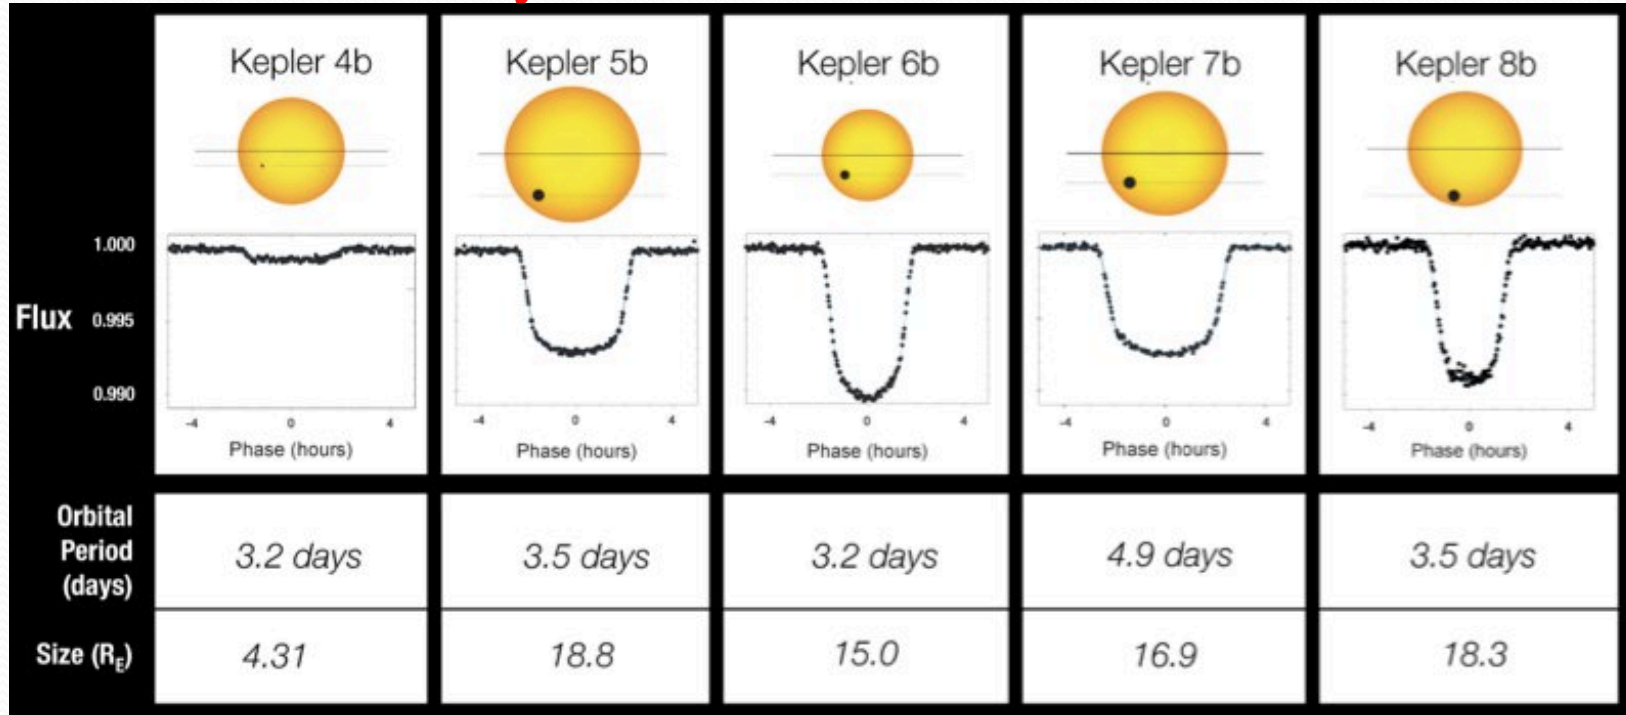 Kepler 4b Kepler 5b Kepler 6b Kepler 7b Kepler 8b
1.000
Flux 0.995
0.990
-4 0 4 -4 0 4 -4 0 4 -4 0 4 -4 0 4
Phase (hours) Phase (hours) Phase (hours) Phase (hours) Phase (hours)
Orbital
Period
(days)
3.2 days 3.5 days 3.2 days 4.9 days 3.5 days
Size (RE) 4.31 18.8 15.0 16.9 18.3